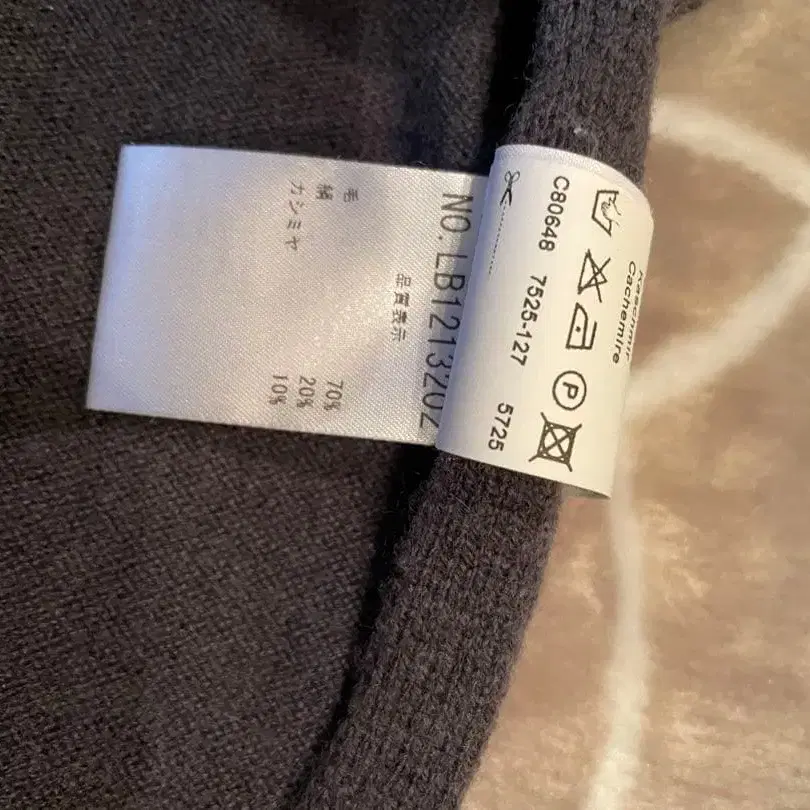 NO.LB1213202
品質表示
毛 70%
絹 20%
カシミヤ 10%
Kaschmir
Cachemire
P
C80648 7525-127 5725